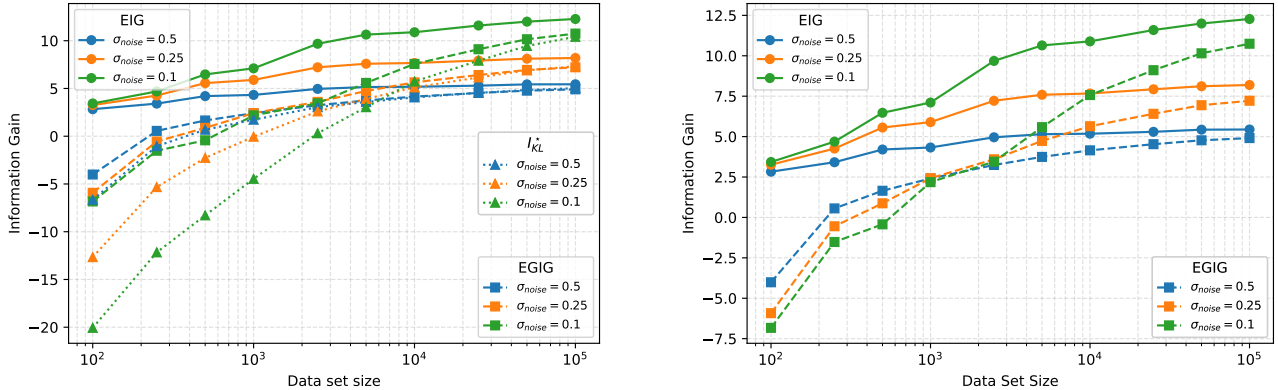 EIG
σnoise = 0.5
σnoise = 0.25
σnoise = 0.1
I*KL
σnoise = 0.5
σnoise = 0.25
σnoise = 0.1
EGIG
σnoise = 0.5
σnoise = 0.25
σnoise = 0.1
Information Gain
10
5
0
−5
−10
−15
−20
10²
10³
10⁴
10⁵
Data set size
EIG
σnoise = 0.5
σnoise = 0.25
σnoise = 0.1
EGIG
σnoise = 0.5
σnoise = 0.25
σnoise = 0.1
Information Gain
12.5
10.0
7.5
5.0
2.5
0.0
−2.5
−5.0
−7.5
10²
10³
10⁴
10⁵
Data Set Size